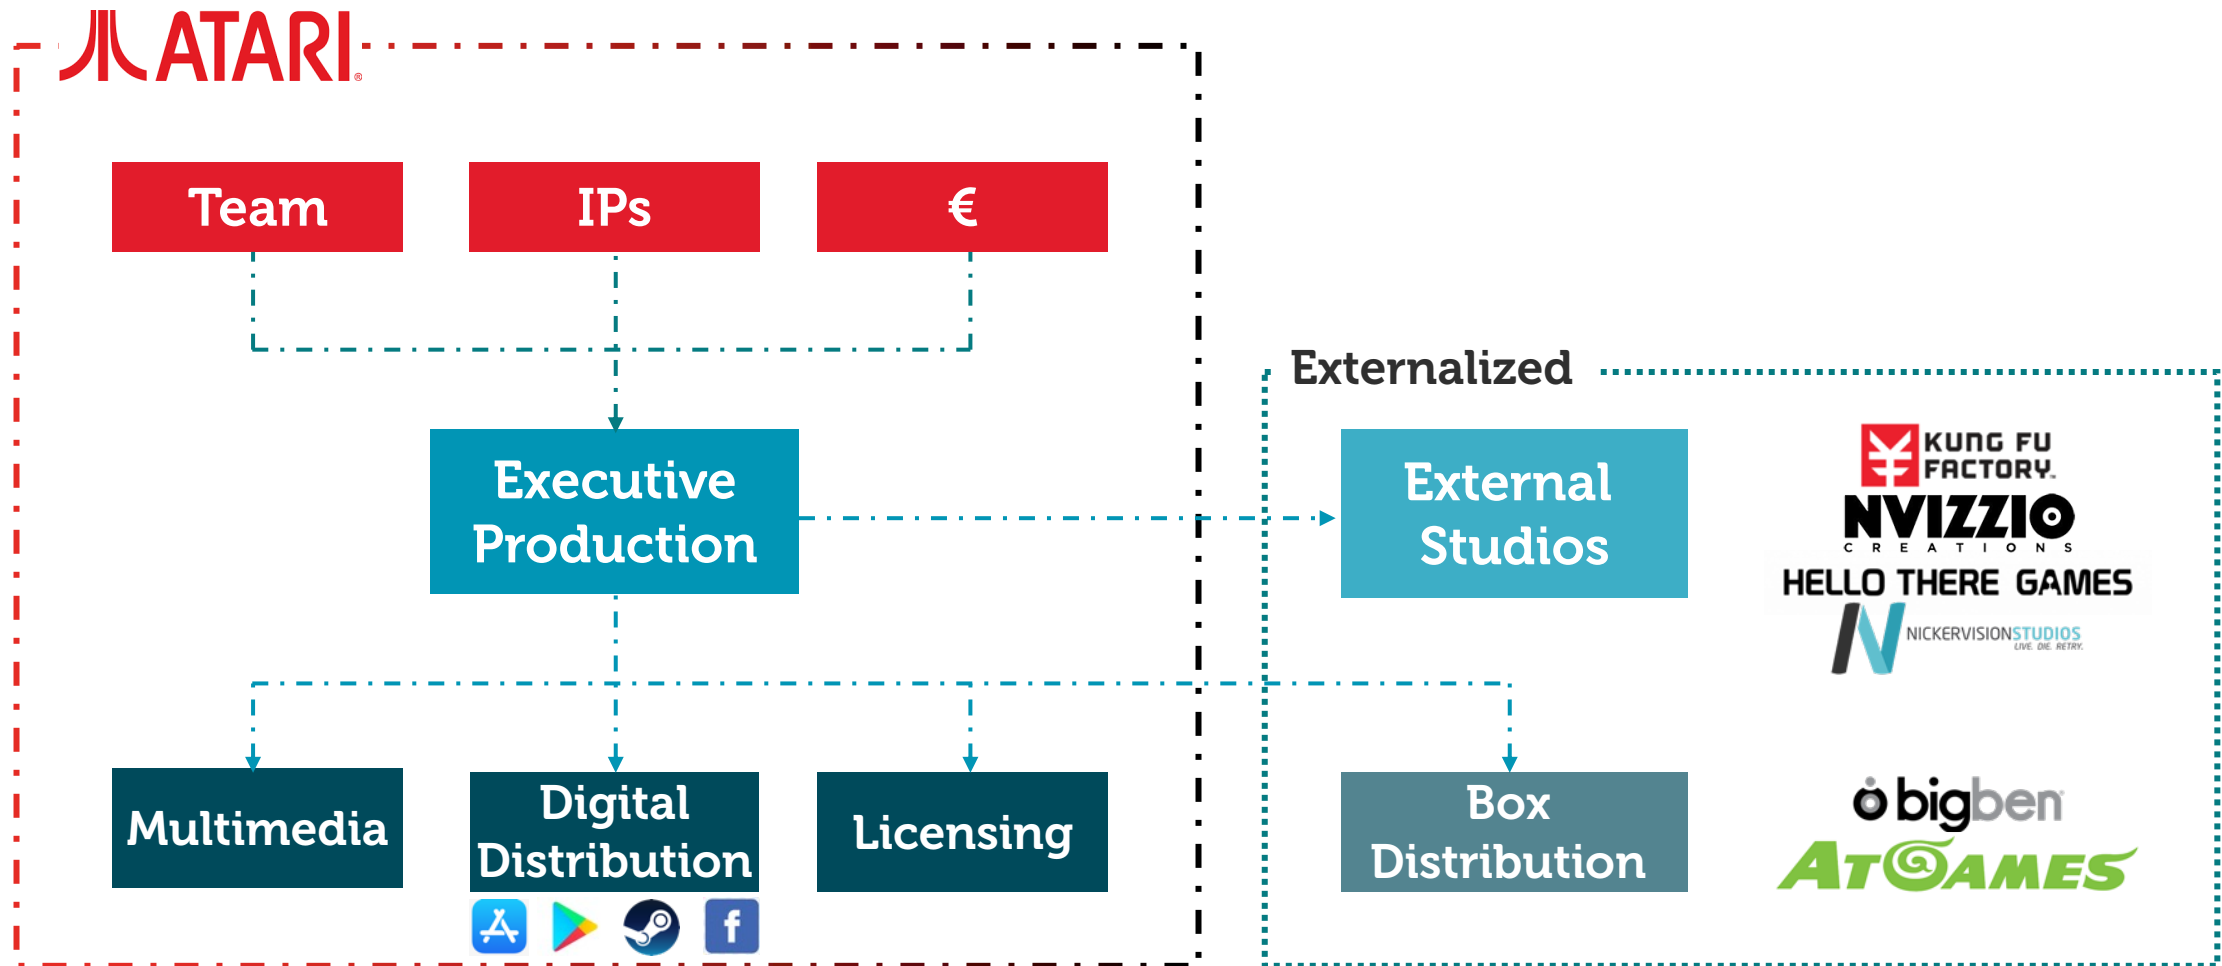 ATARI®
Team
IPs
€
Externalized
Executive
Production
External
Studios
KUNG FU
FACTORY™
NVIZZIO
CREATIONS
HELLO THERE GAMES
NICKERVISIONSTUDIOS
LIVE. DIE. RETRY.
Multimedia
Digital
Distribution
Licensing
Box
Distribution
bigben
ATGAMES